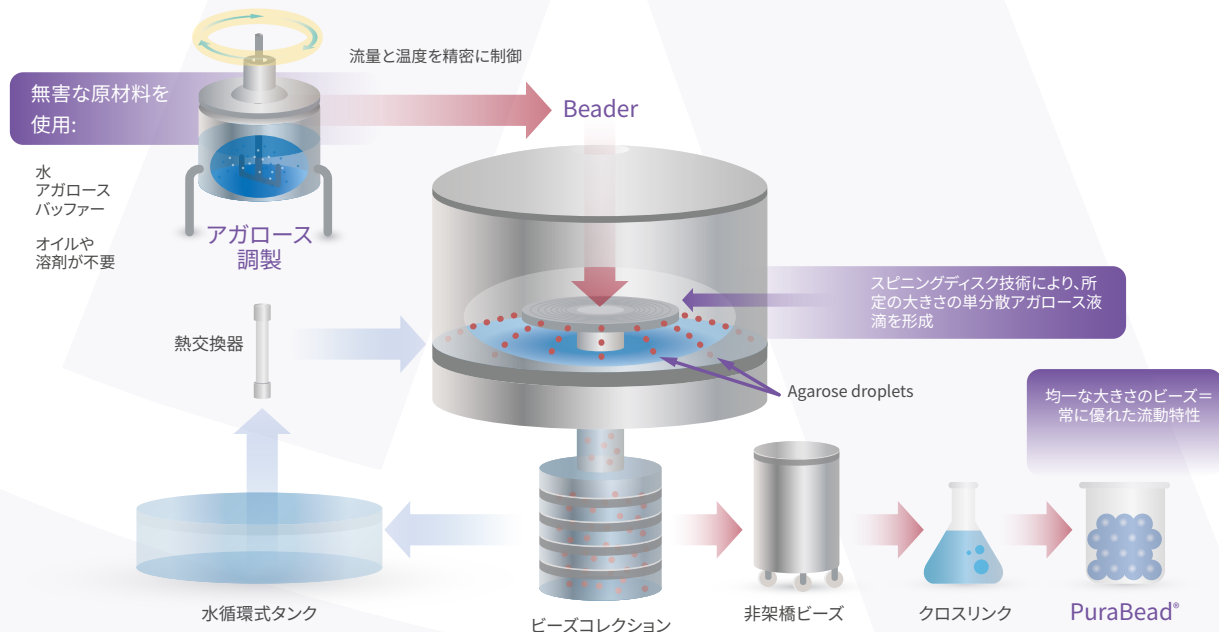 流量と温度を精密に制御
無害な原材料を
使用:
Beader
水
アガロース
バッファー
オイルや
溶剤が不要
アガロース
調製
スピニングディスク技術により、所
定の大きさの単分散アガロース液
滴を形成
熱交換器
Agarose droplets
均一な大きさのビーズ＝
常に優れた流動特性
水循環式タンク
ビーズコレクション
非架橋ビーズ
クロスリンク
PuraBead®